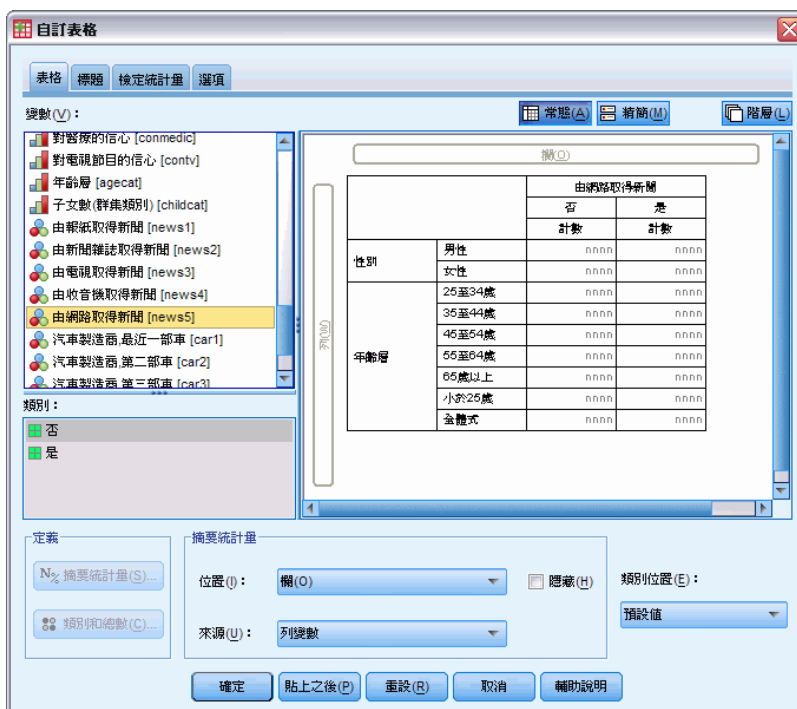 自訂表格
表格 標題 檢定統計量 選項
變數(V)：
常態(A) 精簡(M) 階層(L)
對醫療的信心 [conmedic]
對電視節目的信心 [contv]
年齡層 [agecat]
子女數(群集類別) [childcat]
由報紙取得新聞 [news1]
由新聞雜誌取得新聞 [news2]
由電視取得新聞 [news3]
由收音機取得新聞 [news4]
由網路取得新聞 [news5]
汽車製造商,最近一部車 [car1]
汽車製造商,第二部車 [car2]
汽車製造商,第三部車 [car3]
類別：
否
是
欄(O)
列(W)
由網路取得新聞
否 是
計數 計數
性別 男性 nnnn nnnn
女性 nnnn nnnn
年齡層 25至34歲 nnnn nnnn
35至44歲 nnnn nnnn
45至54歲 nnnn nnnn
55至64歲 nnnn nnnn
65歲以上 nnnn nnnn
小於25歲 nnnn nnnn
全體式 nnnn nnnn
定義
N% 摘要統計量(S)...
類別和總數(C)...
摘要統計量
位置(I)： 欄(O) 隱藏(H)
來源(U)： 列變數
類別位置(E)：
預設值
確定 貼上之後(P) 重設(R) 取消 輔助說明